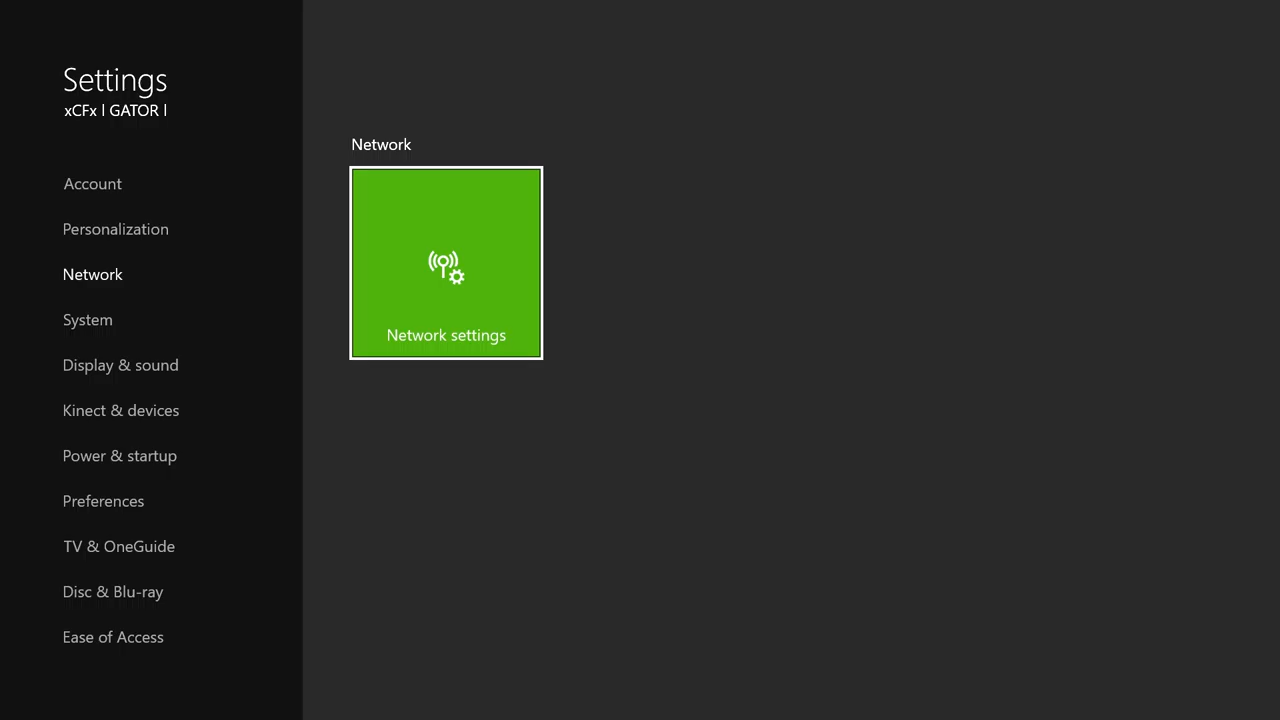 Settings
xCFx l GATOR l
Account
Personalization
Network
System
Display & sound
Kinect & devices
Power & startup
Preferences
TV & OneGuide
Disc & Blu-ray
Ease of Access
Network
Network settings